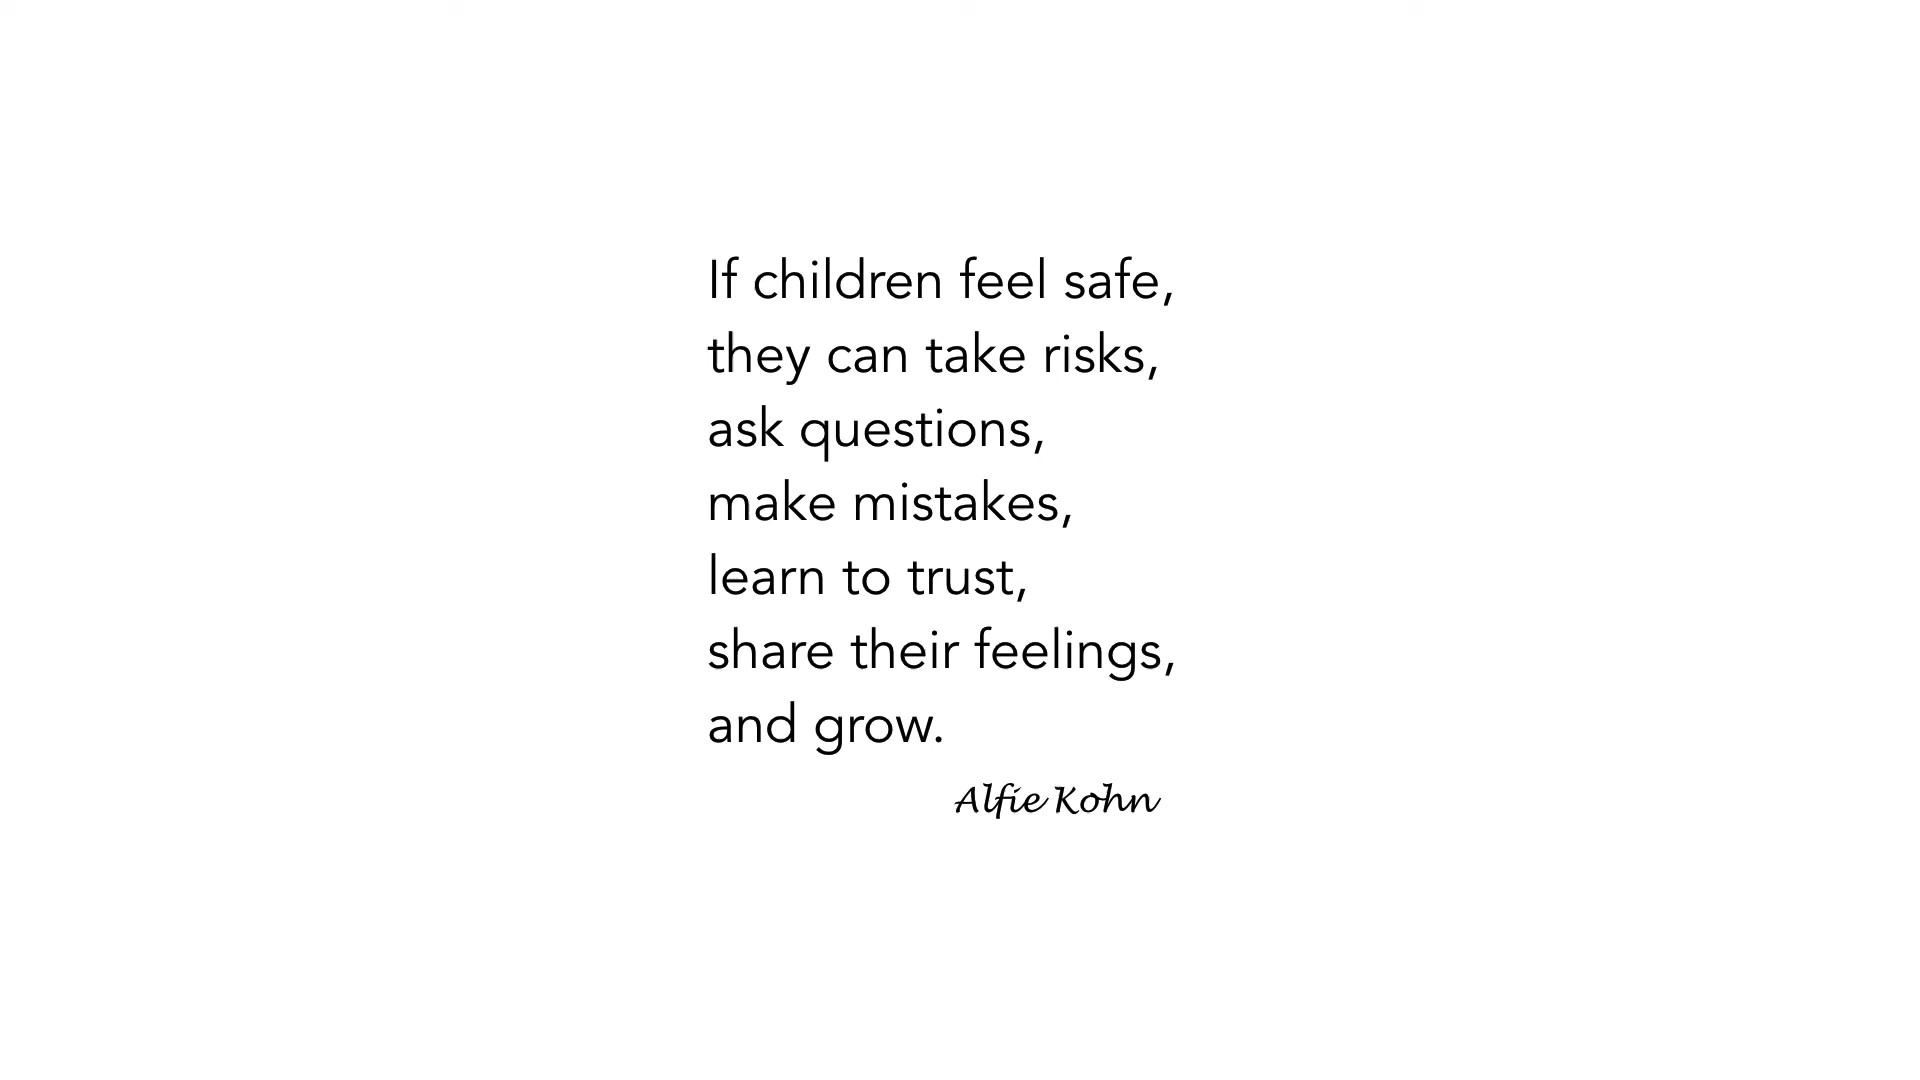 If children feel safe,
they can take risks,
ask questions,
make mistakes,
learn to trust,
share their feelings,
and grow.
Alfie Kohn